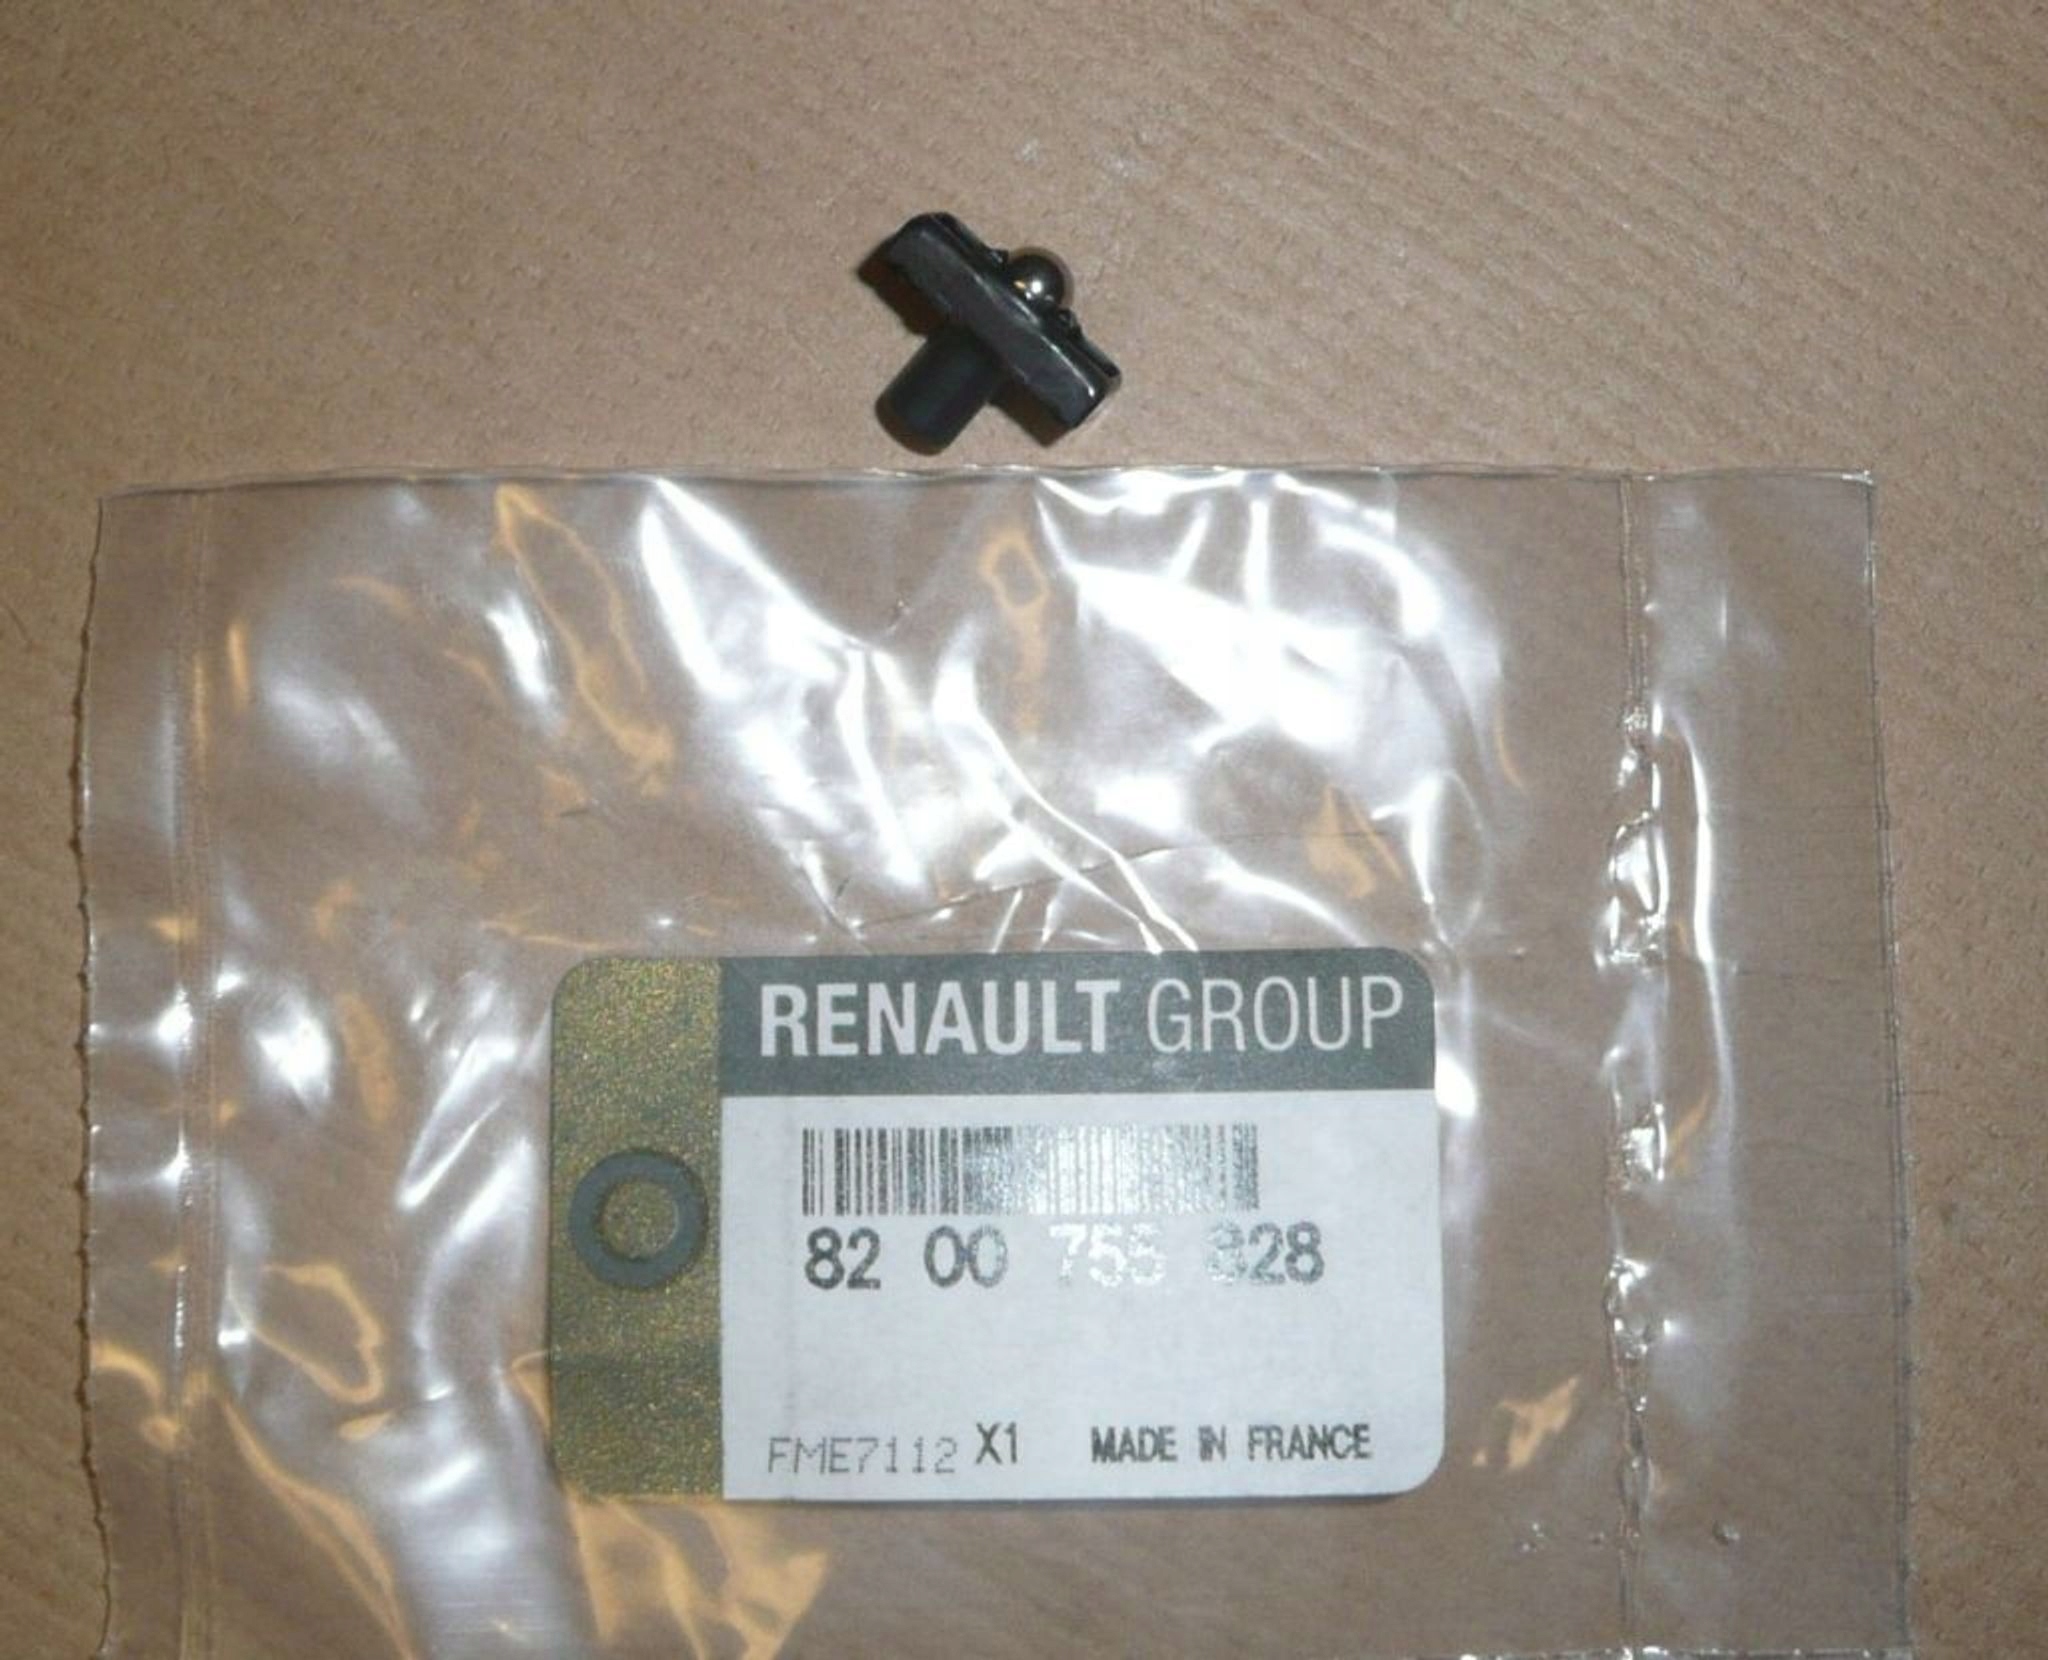 RENAULT GROUP
82 00 755 828
FME7112 X1 MADE IN FRANCE